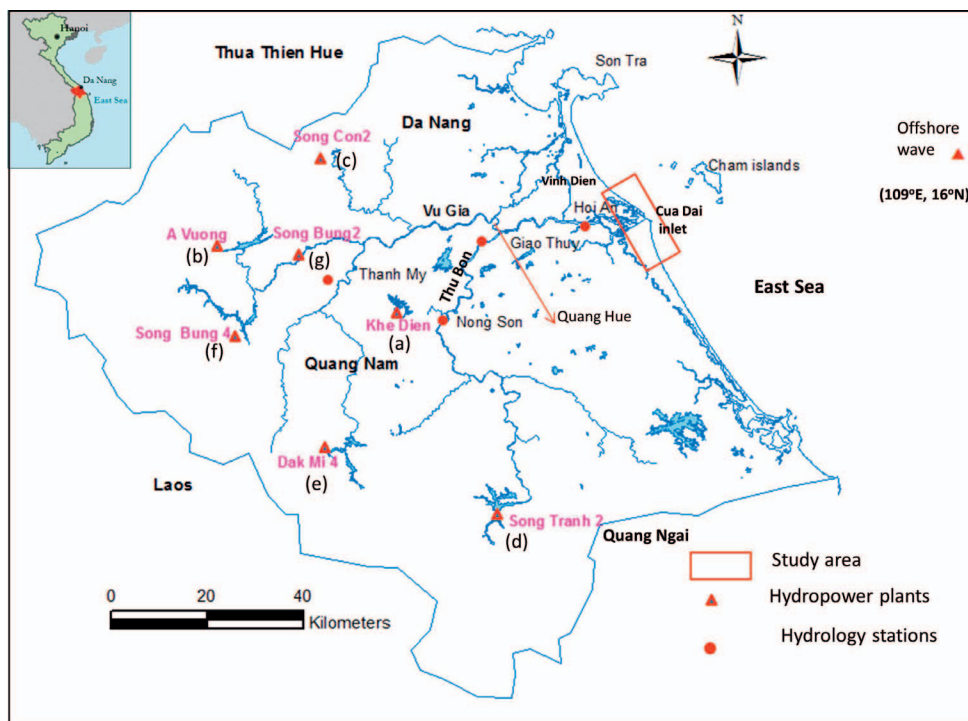 Hanoi
Da Nang
East Sea
Thua Thien Hue
Son Tra
N
Da Nang
Song Con2
(c)
Offshore
wave
Cham islands
(109ºE, 16ºN)
Vinh Dien
Hoi An
Cua Dai
inlet
Vu Gia
A Vuong
(b)
Song Bung2
(g)
Giao Thuy
Thanh My
Thu Bon
East Sea
Quang Hue
Khe Dien
(a)
Nong Son
Song Bung 4
(f)
Quang Nam
Dak Mi 4
(e)
Laos
Song Tranh 2
(d)
Quang Ngai
Study area
Hydropower plants
Hydrology stations
0 20 40
Kilometers